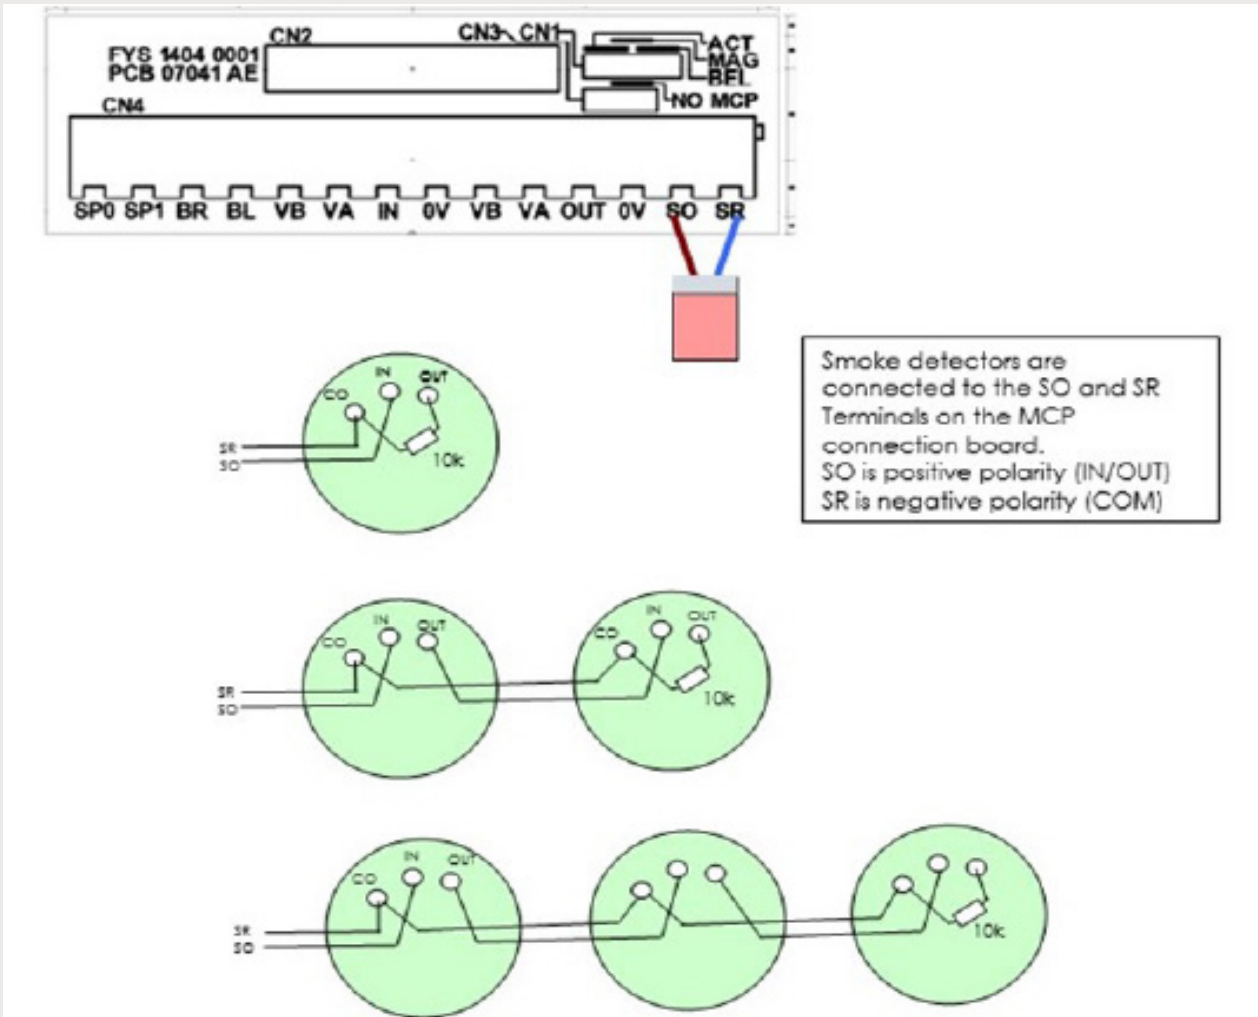 CN2
CN3
CN1
ACT
MAG
BEL
FYS 1404 0001
PCB 07041 AE
NO MCP
CN4
SP0 SP1 BR BL VB VA IN 0V VB VA OUT 0V SO SR
Smoke detectors are
connected to the SO and SR
Terminals on the MCP
connection board.
SO is positive polarity (IN/OUT)
SR is negative polarity (COM)
CO IN OUT
SR
SO
10k
CO IN OUT
SR
SO
CO IN OUT
10k
CO IN OUT
SR
SO
10k